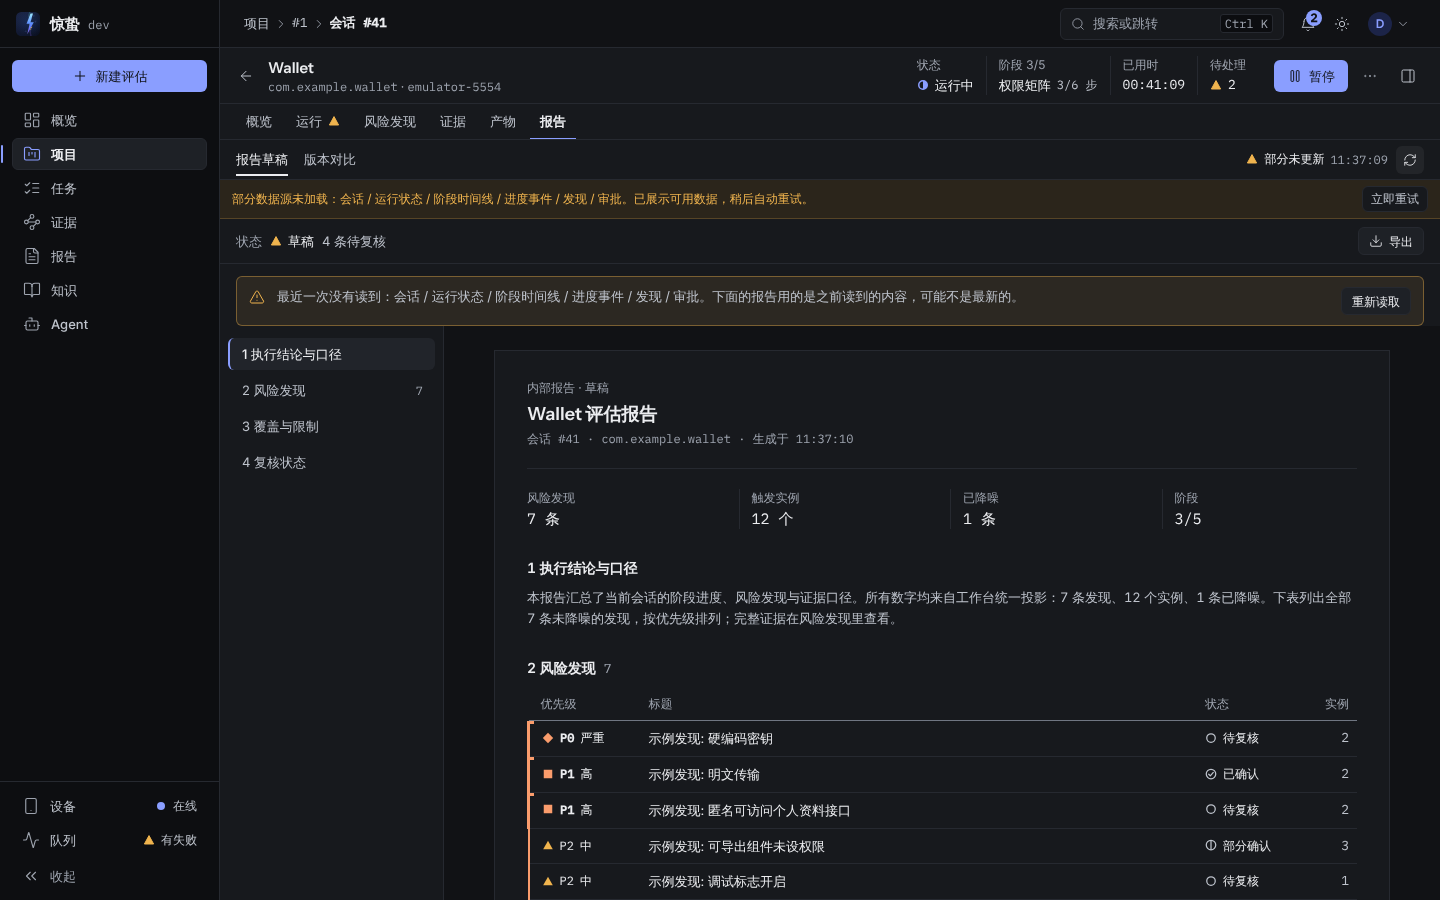 惊蛰 dev
项目 > #1 > 会话 #41
搜索或跳转 Ctrl K
2
D
新建评估
概览
项目
任务
证据
报告
知识
Agent
设备 在线
队列 有失败
收起
Wallet
com.example.wallet · emulator-5554
状态
运行中
阶段 3/5
权限矩阵 3/6 步
已用时
00:41:09
待处理
2
暂停
概览 运行 风险发现 证据 产物 报告
报告草稿 版本对比
部分未更新 11:37:09
部分数据源未加载：会话 / 运行状态 / 阶段时间线 / 进度事件 / 发现 / 审批。已展示可用数据，稍后自动重试。
立即重试
状态 草稿 4 条待复核
导出
最近一次没有读到：会话 / 运行状态 / 阶段时间线 / 进度事件 / 发现 / 审批。下面的报告用的是之前读到的内容，可能不是最新的。
重新读取
1 执行结论与口径
2 风险发现 7
3 覆盖与限制
4 复核状态
内部报告 · 草稿
Wallet 评估报告
会话 #41 · com.example.wallet · 生成于 11:37:10
风险发现
7 条
触发实例
12 个
已降噪
1 条
阶段
3/5
1 执行结论与口径
本报告汇总了当前会话的阶段进度、风险发现与证据口径。所有数字均来自工作台统一投影：7 条发现、12 个实例、1 条已降噪。下表列出全部
7 条未降噪的发现，按优先级排列；完整证据在风险发现里查看。
2 风险发现 7
优先级 标题 状态 实例
P0 严重 示例发现: 硬编码密钥 待复核 2
P1 高 示例发现: 明文传输 已确认 2
P1 高 示例发现: 匿名可访问个人资料接口 待复核 2
P2 中 示例发现: 可导出组件未设权限 部分确认 3
P2 中 示例发现: 调试标志开启 待复核 1